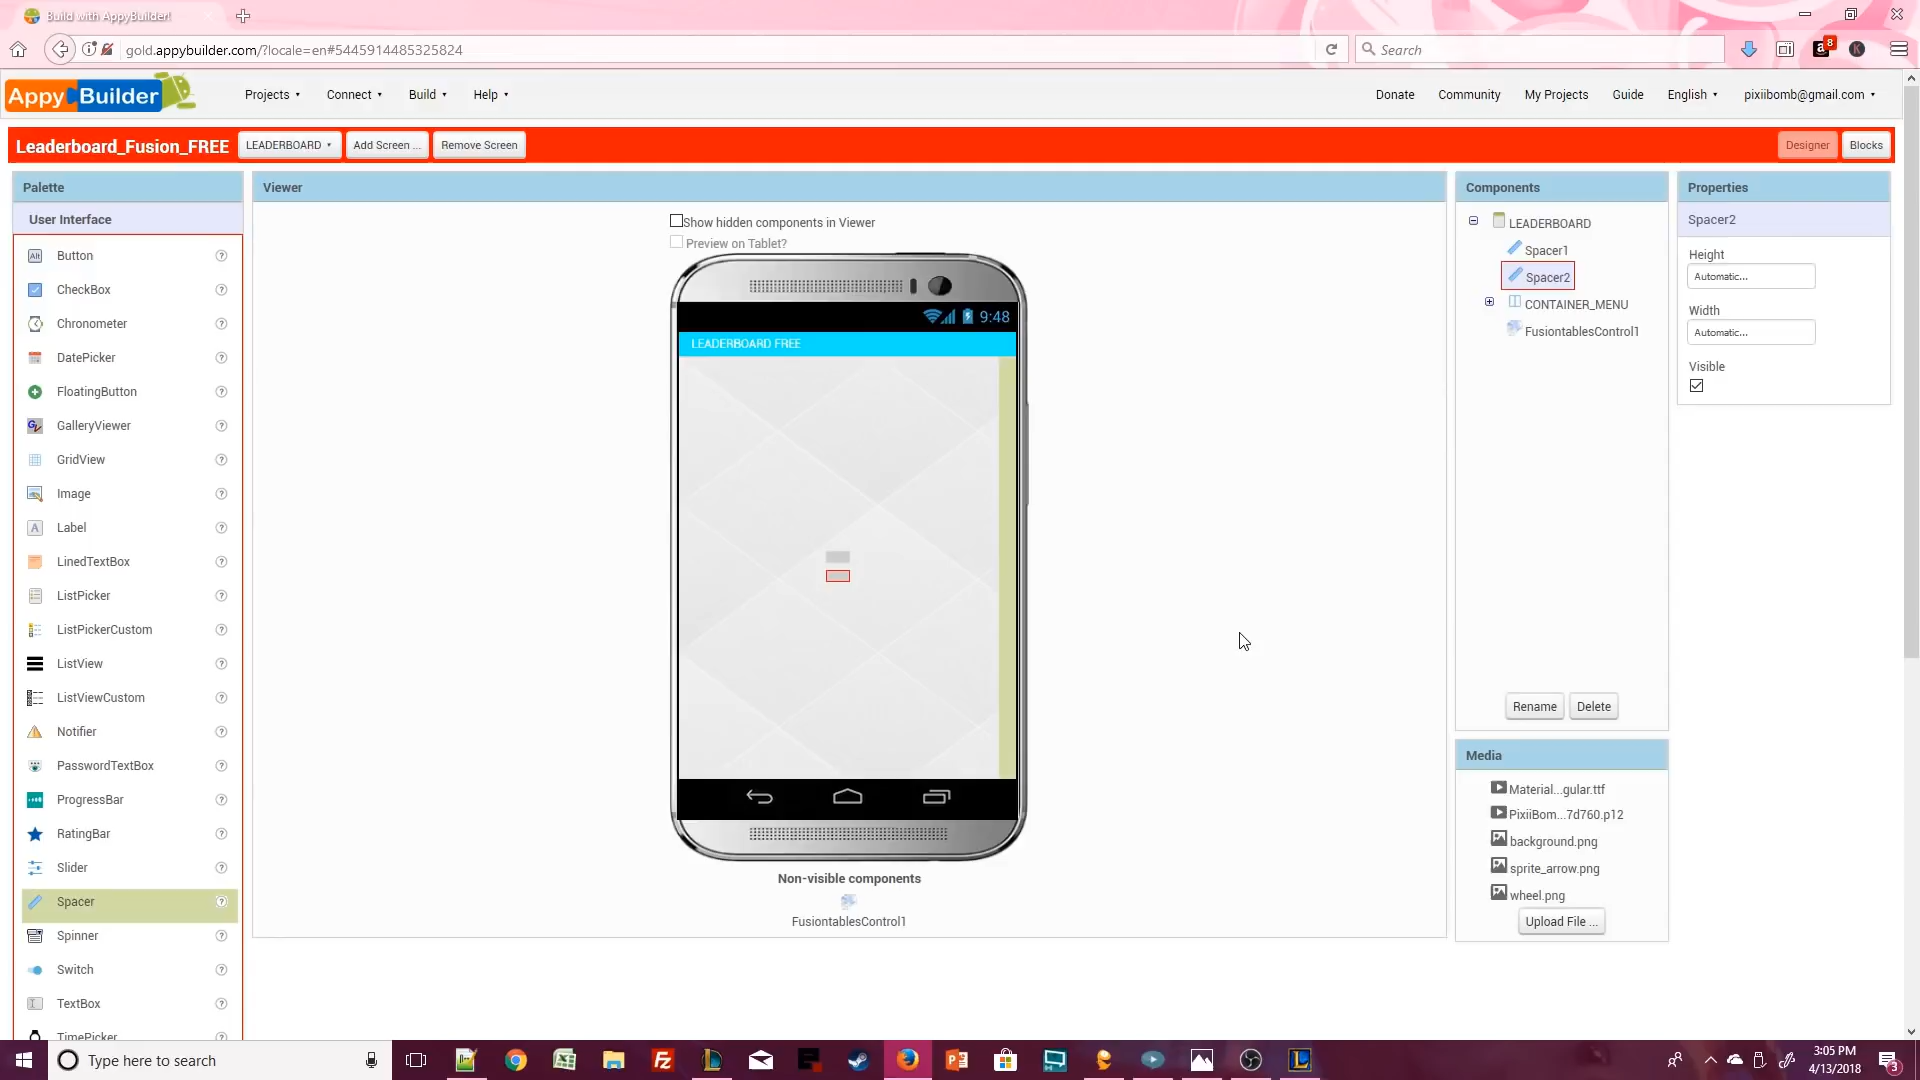 Build with AppyBuilder!
gold.appybuilder.com/?locale=en#5445914485325824
Search
8
K
Appy Builder
Projects
Connect
Build
Help
Donate
Community
My Projects
Guide
English
pixiibomb@gmail.com
Leaderboard_Fusion_FREE
LEADERBOARD
Add Screen ...
Remove Screen
Designer
Blocks
Palette
User Interface
Button
CheckBox
Chronometer
DatePicker
FloatingButton
GalleryViewer
GridView
Image
Label
LinedTextBox
ListPicker
ListPickerCustom
ListView
ListViewCustom
Notifier
PasswordTextBox
ProgressBar
RatingBar
Slider
Spacer
Spinner
Switch
TextBox
TimePicker
Viewer
Show hidden components in Viewer
Preview on Tablet?
9:48
LEADERBOARD FREE
Non-visible components
FusiontablesControl1
Components
LEADERBOARD
Spacer1
Spacer2
CONTAINER_MENU
FusiontablesControl1
Rename
Delete
Media
Material...gular.ttf
PixiiBom...7d760.p12
background.png
sprite_arrow.png
wheel.png
Upload File ...
Properties
Spacer2
Height
Automatic...
Width
Automatic...
Visible
Type here to search
3:05 PM
4/13/2018
3